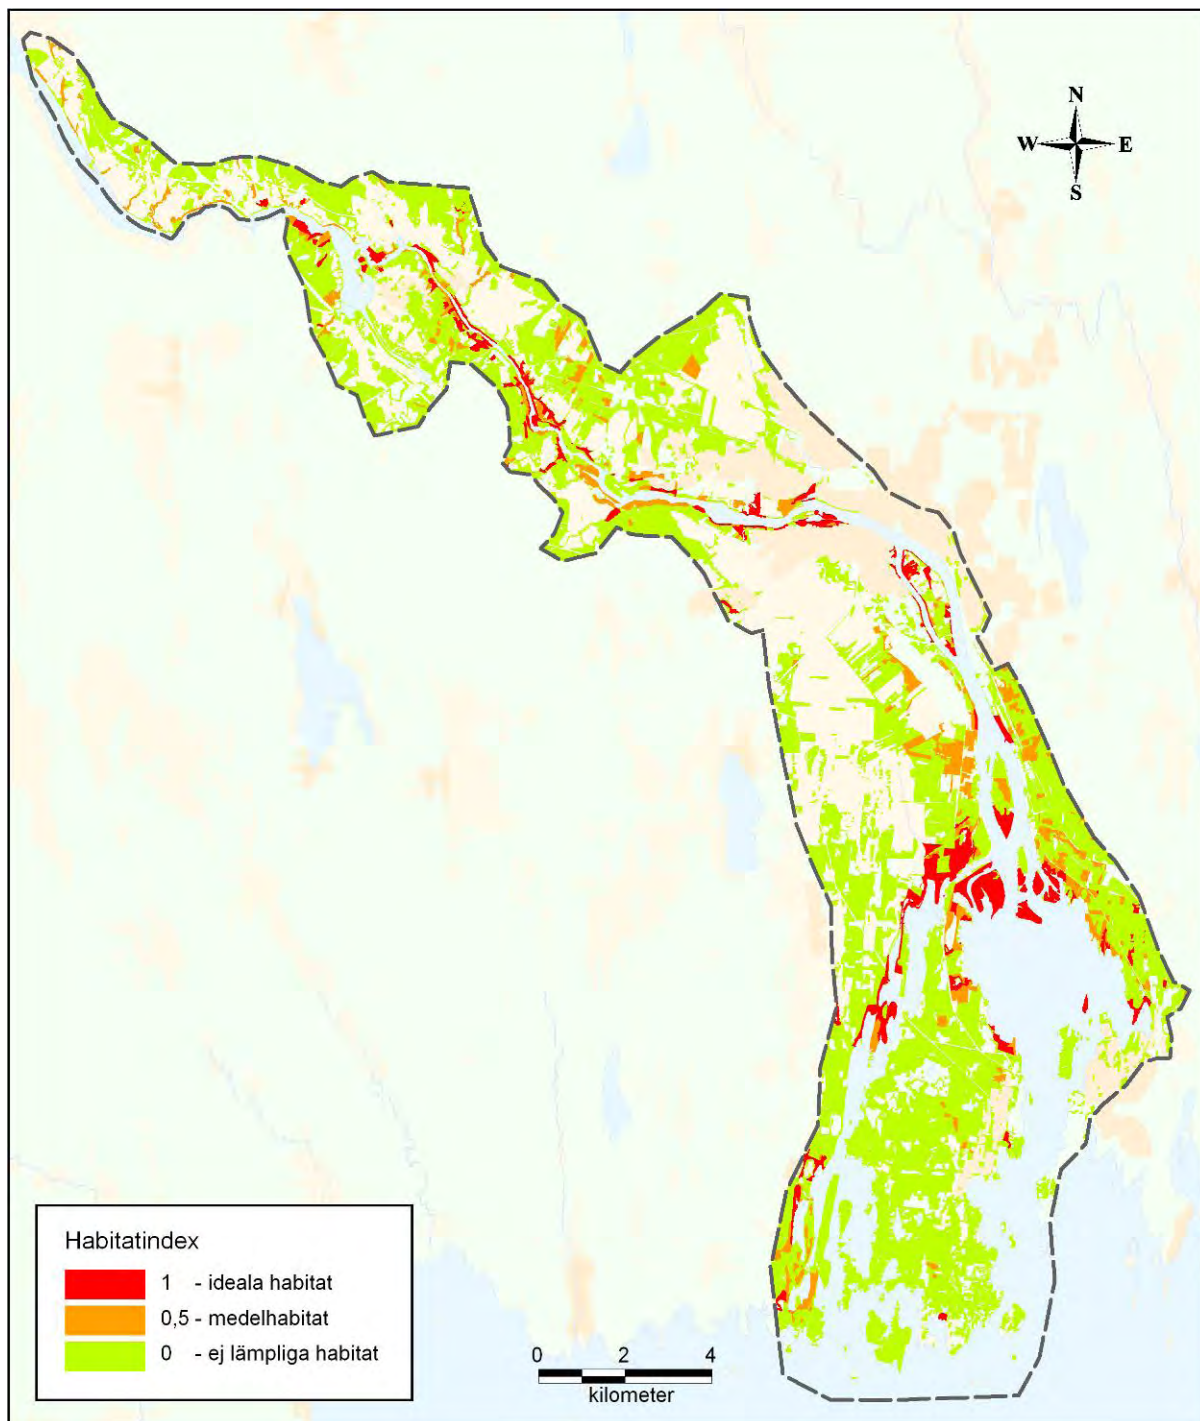 N
W E
S
Habitatindex
1 - ideala habitat
0,5 - medelhabitat
0 - ej lämpliga habitat
0 2 4
kilometer